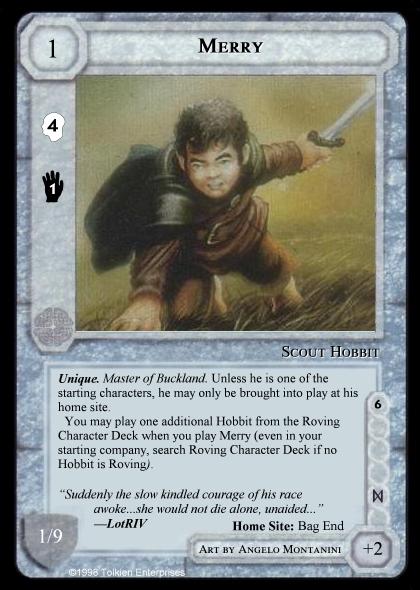 1
MERRY
4
1
SCOUT HOBBIT
Unique. Master of Buckland. Unless he is one of the
starting characters, he may only be brought into play at his
home site.
You may play one additional Hobbit from the Roving
Character Deck when you play Merry (even in your
starting company, search Roving Character Deck if no
Hobbit is Roving).
6
“Suddenly the slow kindled courage of his race
awoke...she would not die alone, unaided...”
—LotRIV
Home Site: Bag End
1/9
ART BY ANGELO MONTANINI
+2
©1998 Tolkien Enterprises